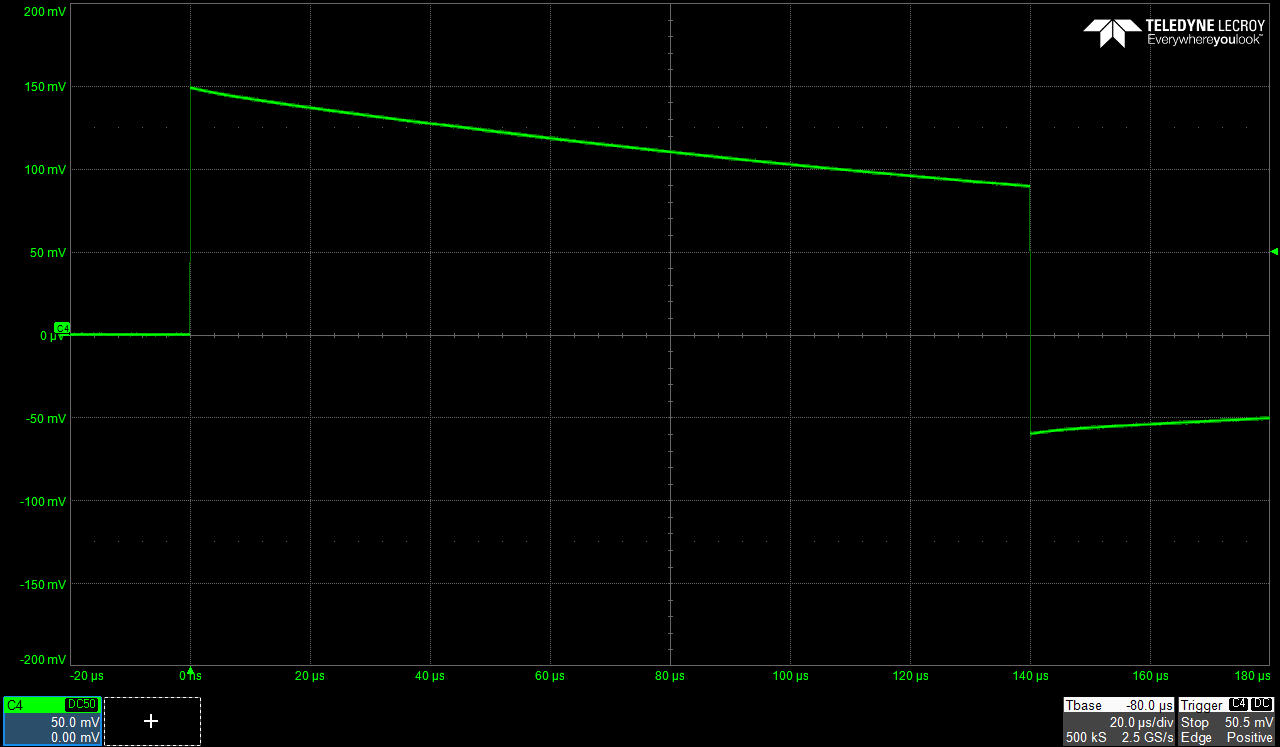 200 mV
TELEDYNE LECROY
Everywhereyoulook™
150 mV
100 mV
50 mV
C4
0 µV
-50 mV
-100 mV
-150 mV
-200 mV
-20 µs 0 ns 20 µs 40 µs 60 µs 80 µs 100 µs 120 µs 140 µs 160 µs 180 µs
C4 DC50
50.0 mV
0.00 mV
+
Tbase -80.0 µs
20.0 µs/div
500 kS 2.5 GS/s
Trigger C4 DC
Stop 50.5 mV
Edge Positive